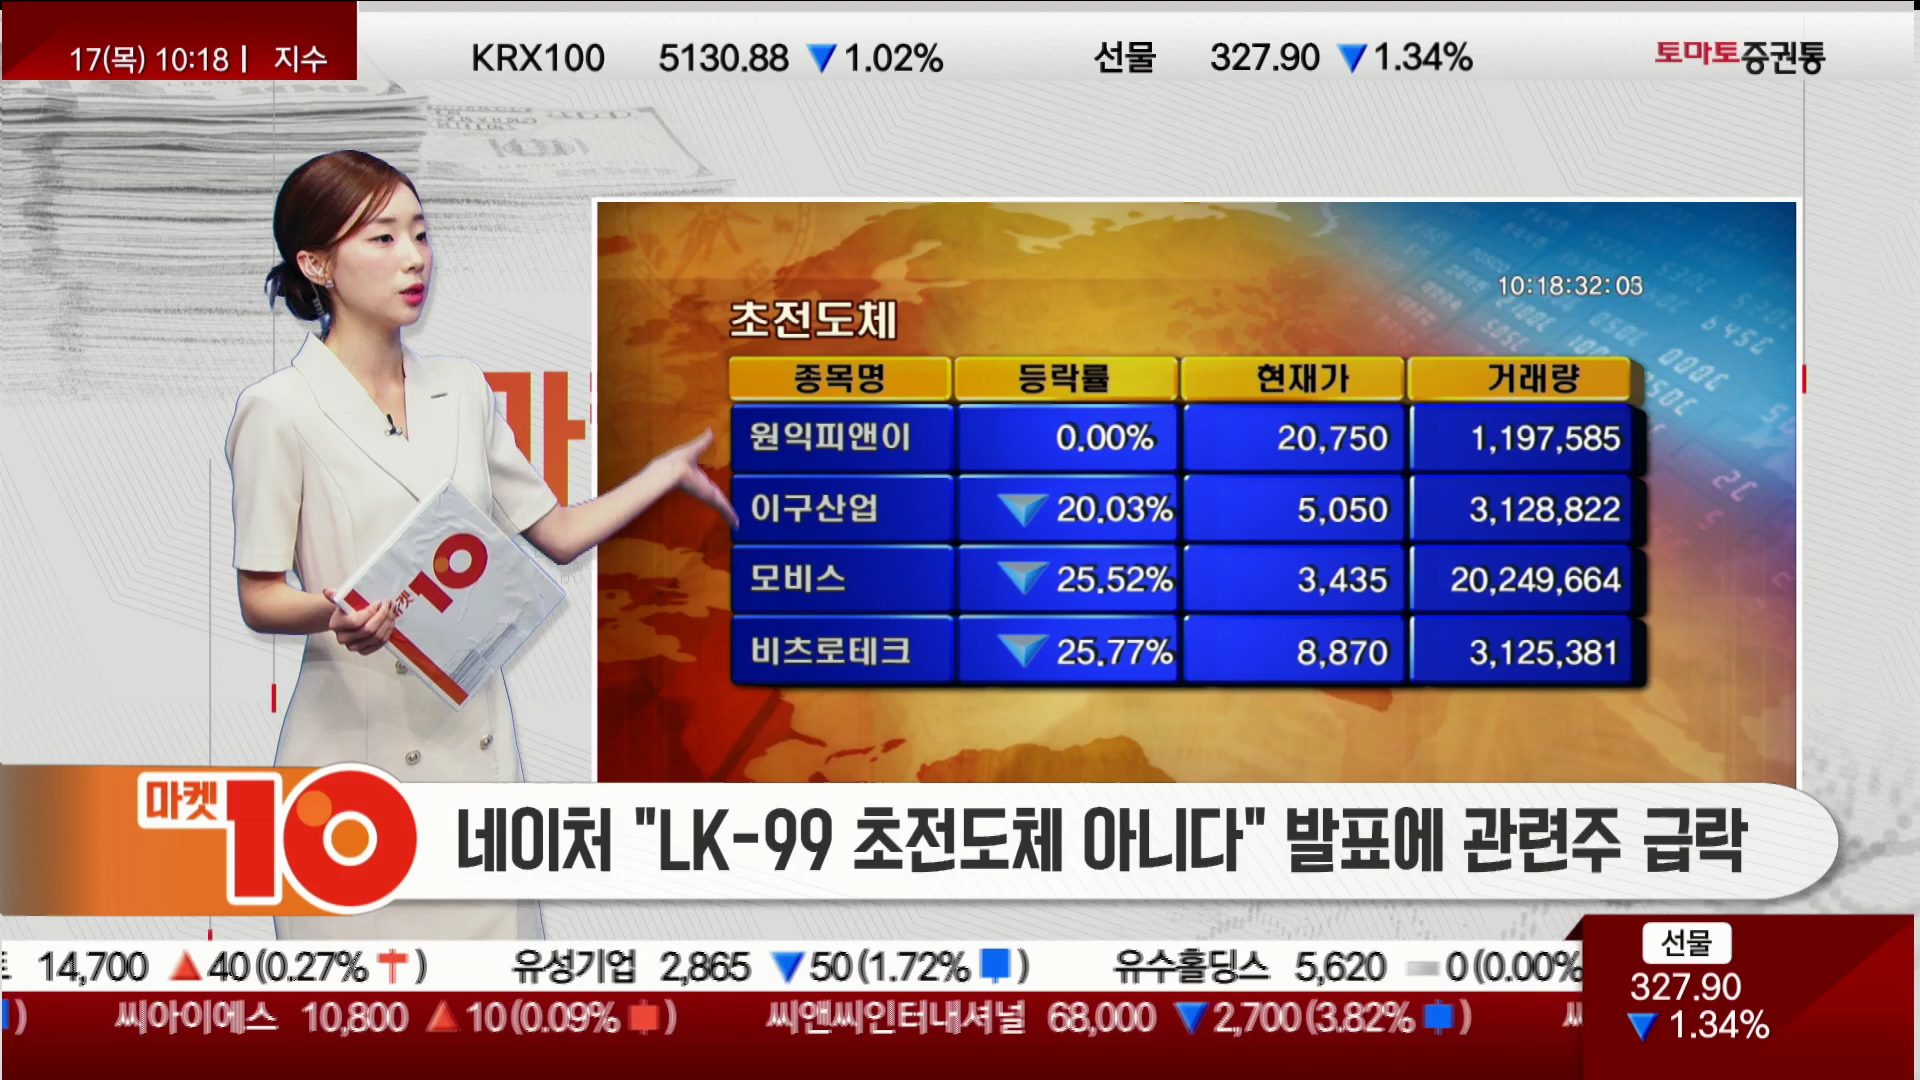 17(목) 10:18 | 지수 KRX100 5130.88 ▼1.02% 선물 327.90 ▼1.34% 토마토증권통
10:18:32:03
초전도체
종목명 등락률 현재가 거래량
원익피앤이 0.00% 20,750 1,197,585
이구산업 ▼ 20.03% 5,050 3,128,822
모비스 ▼ 25.52% 3,435 20,249,664
비츠로테크 ▼ 25.77% 8,870 3,125,381
마켓 10
마켓10 네이처 "LK-99 초전도체 아니다" 발표에 관련주 급락
14,700 ▲40(0.27% ) 유성기업 2,865 ▼50(1.72% ) 유수홀딩스 5,620 0(0.00%
) 씨아이에스 10,800 ▲10(0.09% ) 씨앤씨인터내셔널 68,000 ▼2,700(3.82% )
선물
327.90
▼ 1.34%